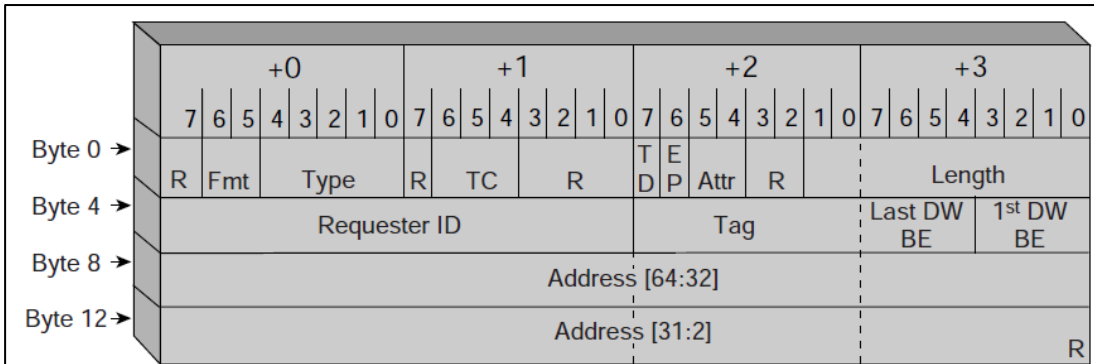 +0 +1 +2 +3
7 6 5 4 3 2 1 0 7 6 5 4 3 2 1 0 7 6 5 4 3 2 1 0 7 6 5 4 3 2 1 0
Byte 0 R Fmt Type R TC R TD EP Attr R Length
Byte 4 Requester ID Tag Last DW BE 1st DW BE
Byte 8 Address [64:32]
Byte 12 Address [31:2] R